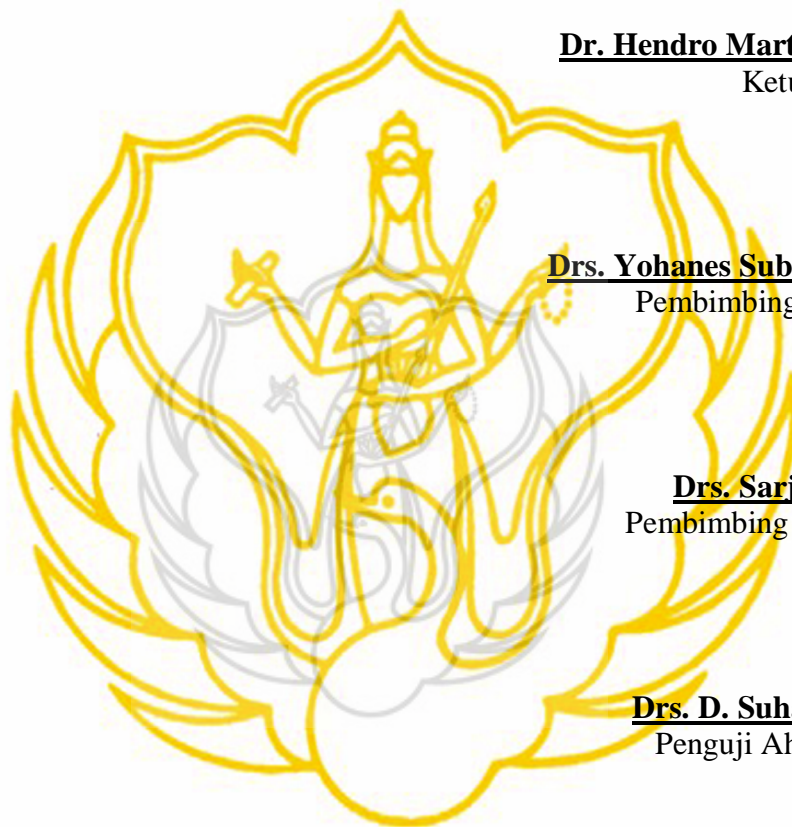 Dr. Hendro Mart
Ketu
Drs. Yohanes Sub
Pembimbing
Drs. Sarj
Pembimbing
Drs. D. Suh
Penguji Ah